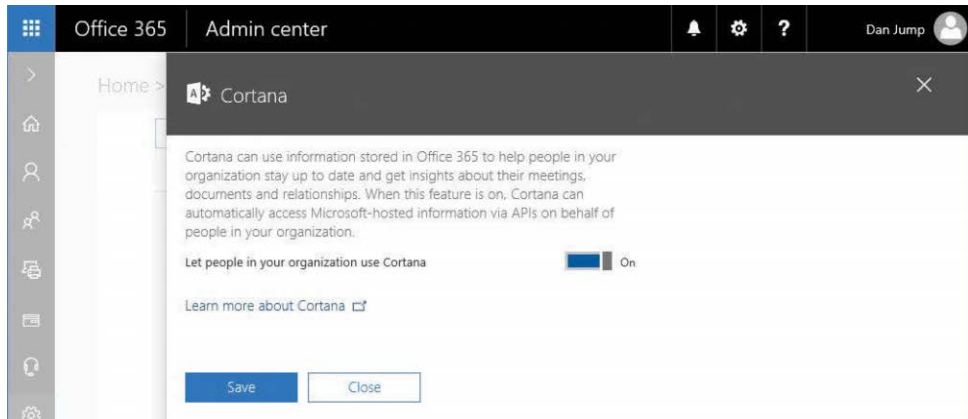 Office 365 Admin center ? Dan Jump
Home >
Cortana
Cortana can use information stored in Office 365 to help people in your
organization stay up to date and get insights about their meetings,
documents and relationships. When this feature is on, Cortana can
automatically access Microsoft-hosted information via APIs on behalf of
people in your organization.
Let people in your organization use Cortana On
Learn more about Cortana
Save Close